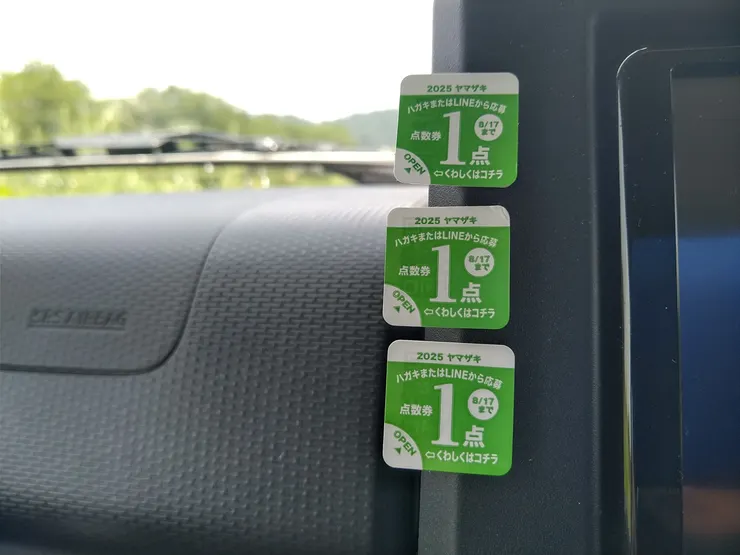 2025 ヤマザキ
ハガキまたはLINEから応募
点数券
1点
8/17
まで
OPEN
⇦くわしくはコチラ
2025 ヤマザキ
ハガキまたはLINEから応募
点数券
1点
8/17
まで
OPEN
⇦くわしくはコチラ
2025 ヤマザキ
ハガキまたはLINEから応募
点数券
1点
8/17
まで
OPEN
⇦くわしくはコチラ